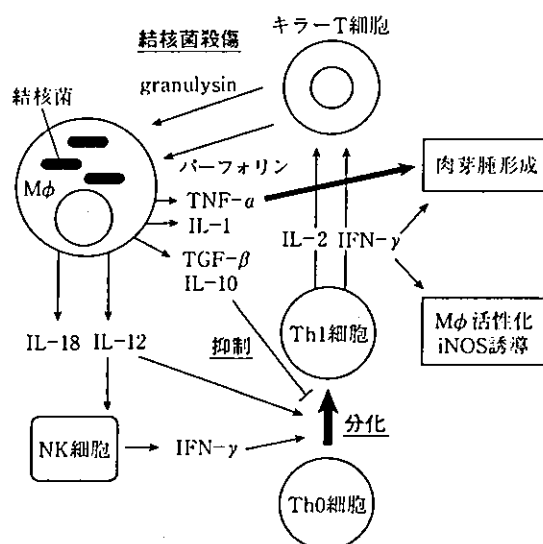 キラーT細胞
結核菌殺傷
granulysin
結核菌
パーフォリン
Mφ
TNF-α
IL-1
肉芽腫形成
TGF-β
IL-10
IL-2 IFN-γ
Th1細胞
Mφ活性化
iNOS誘導
IL-18 IL-12
抑制
分化
NK細胞
IFN-γ
Th0細胞